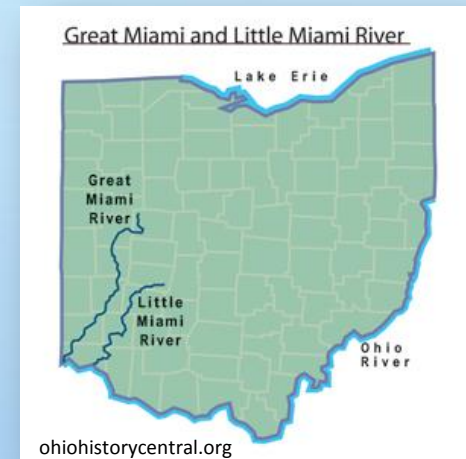 Great Miami and Little Miami River
Lake Erie
Great
Miami
River
Little
Miami
River
Ohio
River
ohiohistorycentral.org